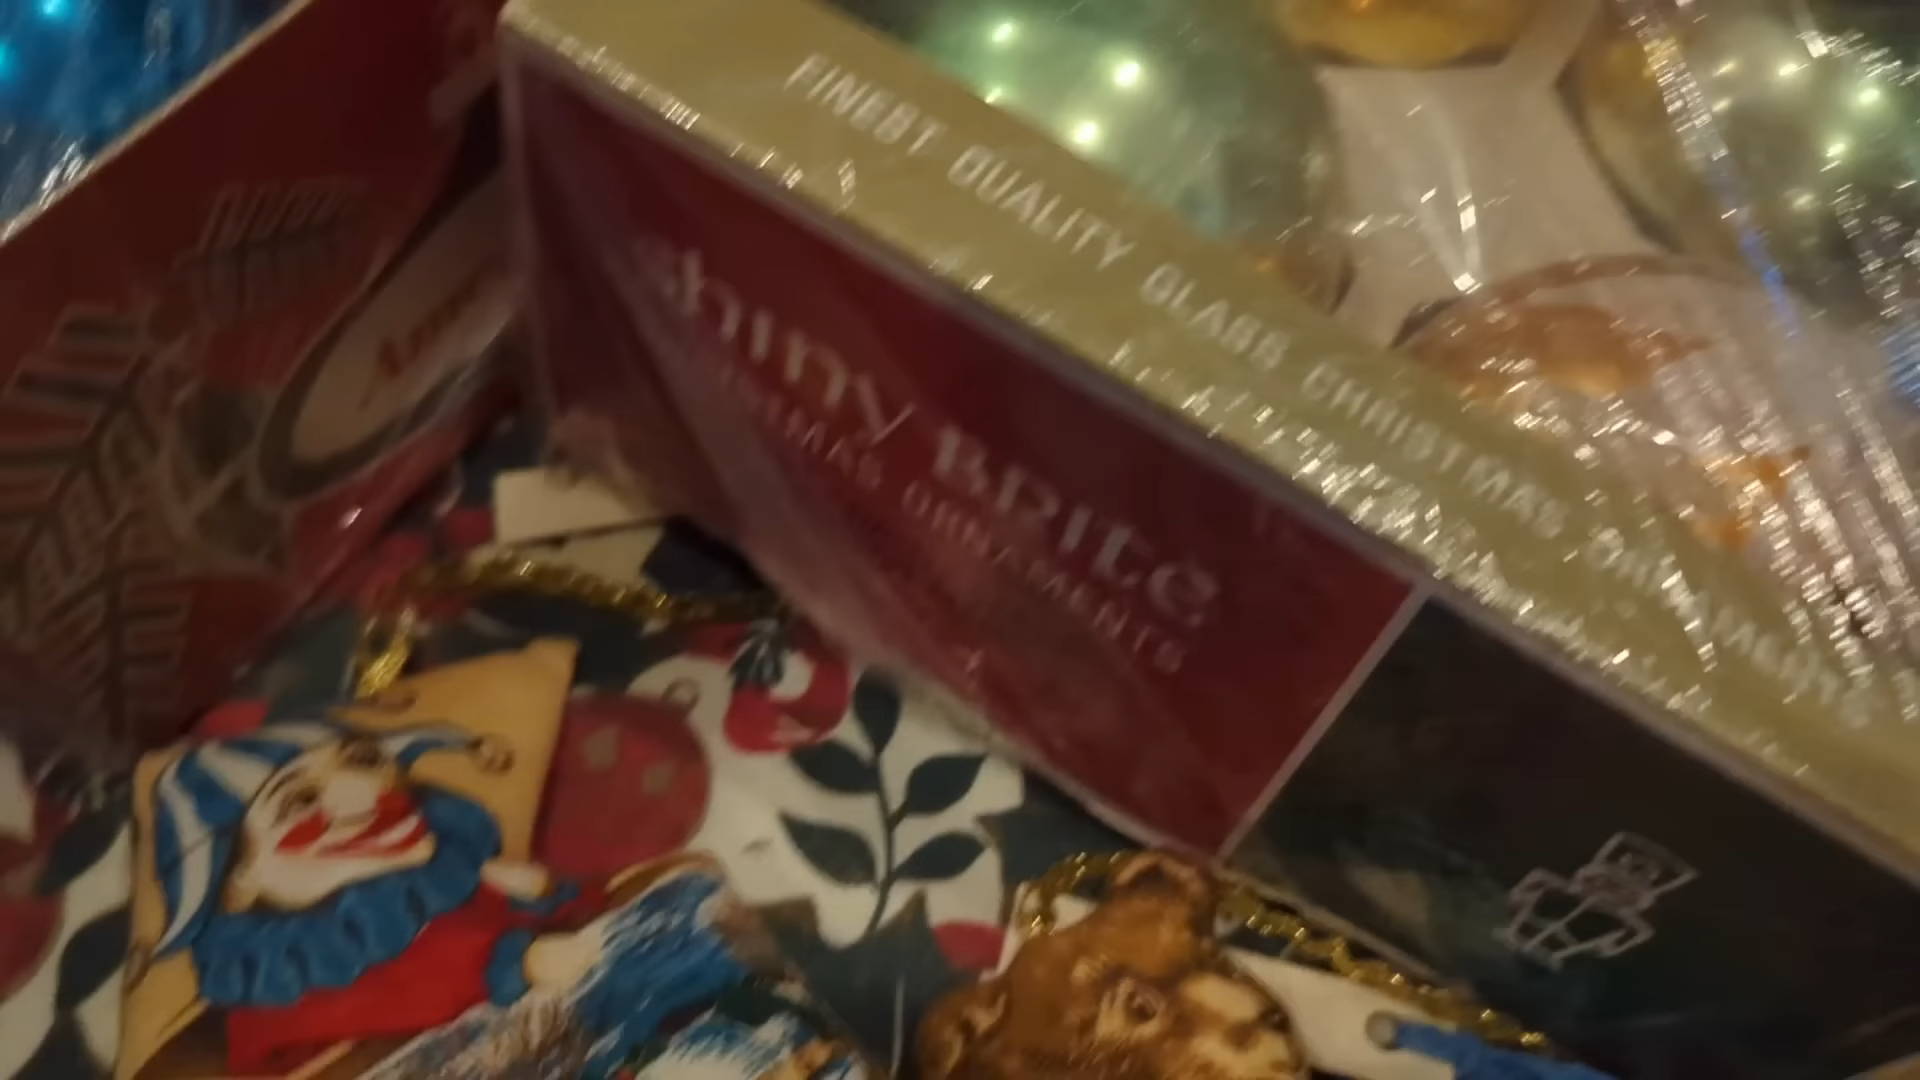 FINEST QUALITY GLASS CHRISTMAS ORNAMENTS
Shiny Brite
CHRISTMAS ORNAMENTS